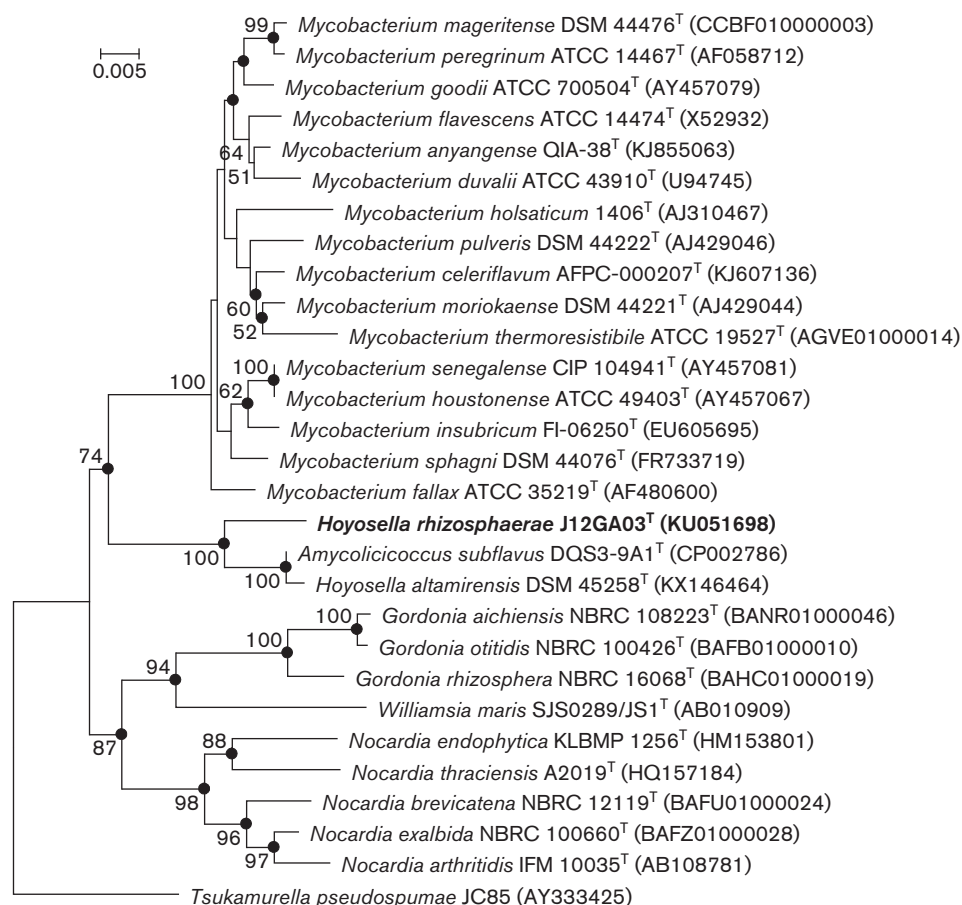 99
Mycobacterium mageritense DSM 44476T (CCBF010000003)
0.005
Mycobacterium peregrinum ATCC 14467T (AF058712)
Mycobacterium goodii ATCC 700504T (AY457079)
Mycobacterium flavescens ATCC 14474T (X52932)
64
Mycobacterium anyangense QIA-38T (KJ855063)
51
Mycobacterium duvalii ATCC 43910T (U94745)
Mycobacterium holsaticum 1406T (AJ310467)
Mycobacterium pulveris DSM 44222T (AJ429046)
Mycobacterium celeriflavum AFPC-000207T (KJ607136)
60
Mycobacterium moriokaense DSM 44221T (AJ429044)
52
Mycobacterium thermoresistibile ATCC 19527T (AGVE01000014)
100
Mycobacterium senegalense CIP 104941T (AY457081)
100
62
Mycobacterium houstonense ATCC 49403T (AY457067)
Mycobacterium insubricum FI-06250T (EU605695)
74
Mycobacterium sphagni DSM 44076T (FR733719)
Mycobacterium fallax ATCC 35219T (AF480600)
Hoyosella rhizosphaerae J12GA03T (KU051698)
100
Amycolicicoccus subflavus DQS3-9A1T (CP002786)
100
Hoyosella altamirensis DSM 45258T (KX146464)
100
Gordonia aichiensis NBRC 108223T (BANR01000046)
100
Gordonia otitidis NBRC 100426T (BAFB01000010)
94
Gordonia rhizosphera NBRC 16068T (BAHC01000019)
Williamsia maris SJS0289/JS1T (AB010909)
87
88
Nocardia endophytica KLBMP 1256T (HM153801)
Nocardia thraciensis A2019T (HQ157184)
98
Nocardia brevicatena NBRC 12119T (BAFU01000024)
96
Nocardia exalbida NBRC 100660T (BAFZ01000028)
97
Nocardia arthritidis IFM 10035T (AB108781)
Tsukamurella pseudospumae JC85 (AY333425)